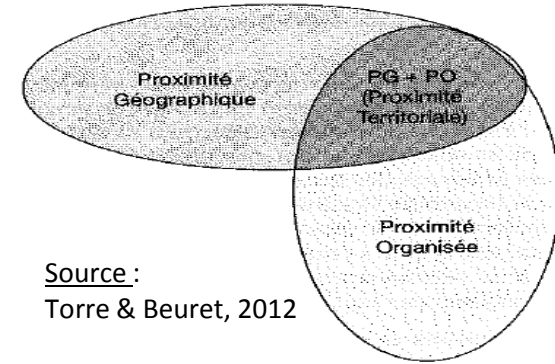 Proximité
Géographique
PG + PO
(Proximité
Territoriale)
Proximité
Organisée
Source :
Torre & Beuret, 2012